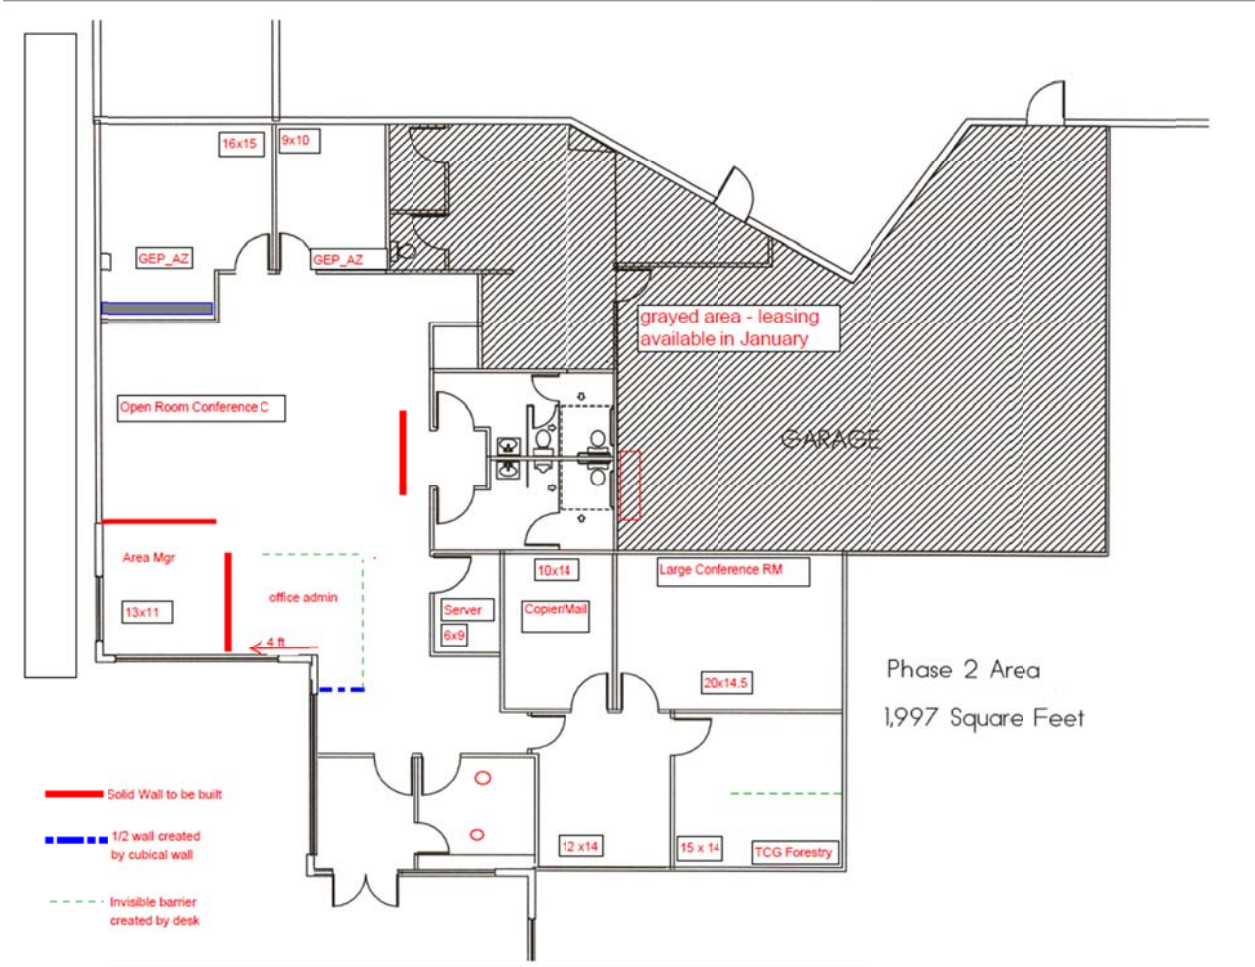 16x15
9x10
GEP_AZ
GEP_AZ
grayed area - leasing
available in January
Open Room Conference C
GARAGE
Area Mgr
13x11
office admin
4 ft
Server
6x9
10x14
Copier/Mail
Large Conference RM
20x14.5
Phase 2 Area
1,997 Square Feet
Solid Wall to be built
1/2 wall created
by cubical wall
Invisible barrier
created by desk
12 x14
15 x 14
TCG Forestry